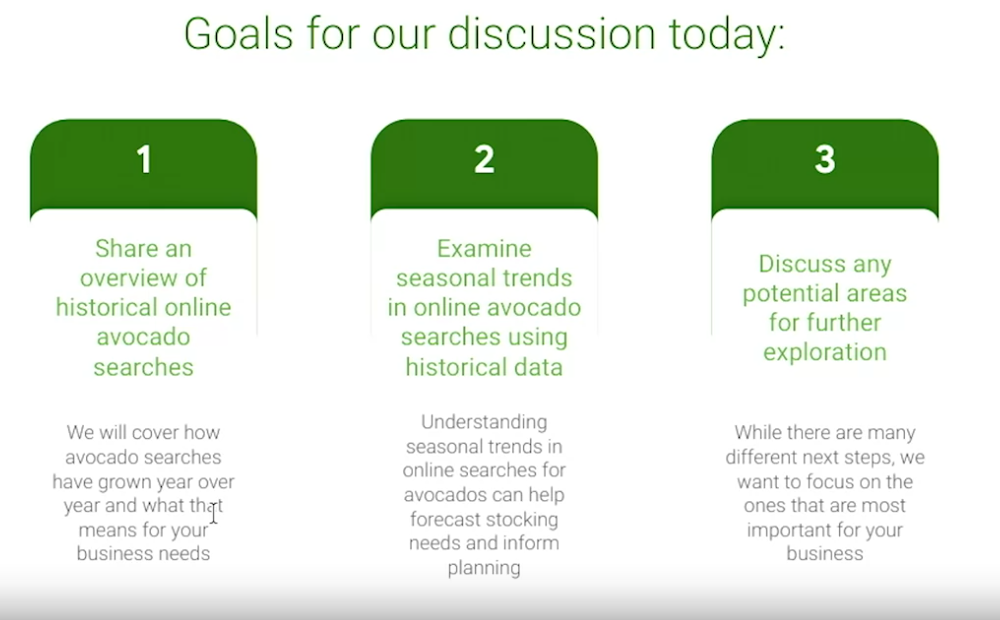 Goals for our discussion today:
1
Share an
overview of
historical online
avocado
searches
We will cover how
avocado searches
have grown year over
year and what that
means for your
business needs
2
Examine
seasonal trends
in online avocado
searches using
historical data
Understanding
seasonal trends in
online searches for
avocados can help
forecast stocking
needs and inform
planning
3
Discuss any
potential areas
for further
exploration
While there are many
different next steps, we
want to focus on the
ones that are most
important for your
business